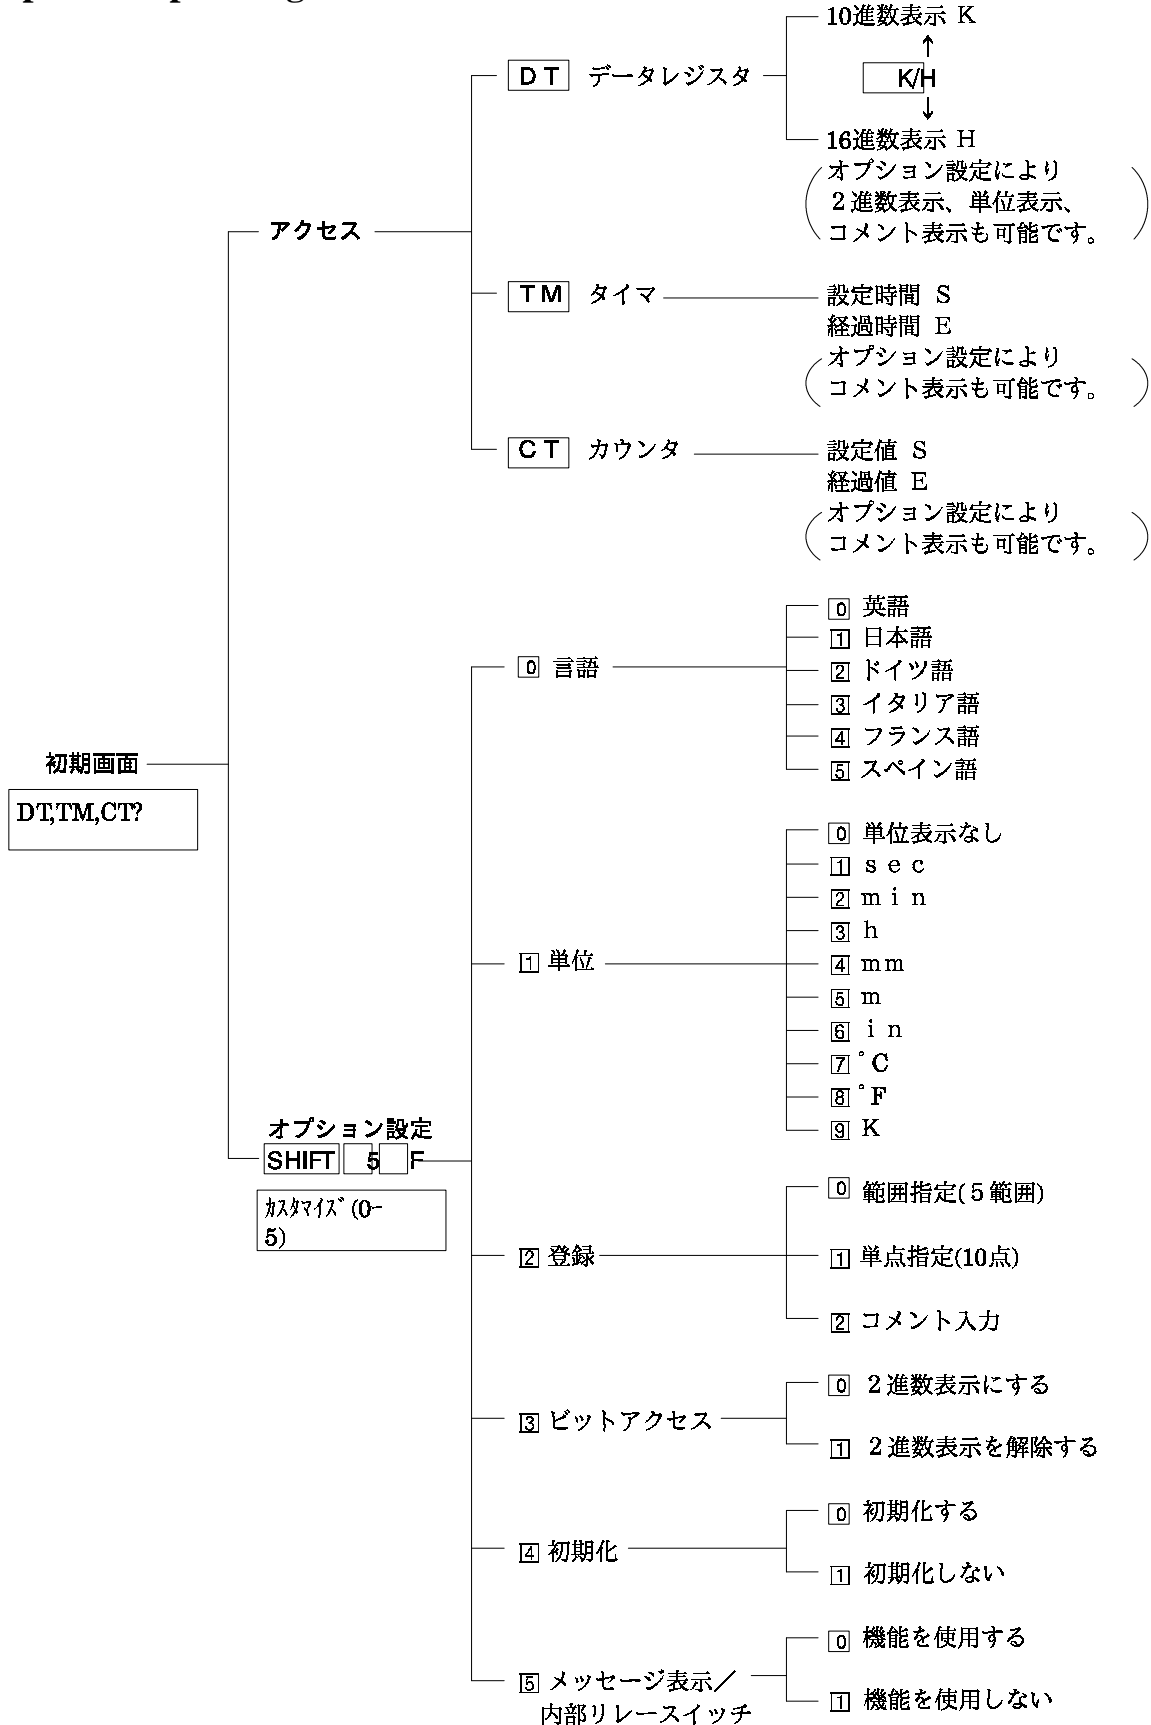 10進数表示 K
DT データレジスタ
K/H
16進数表示 H
オプション設定により
2進数表示、単位表示、
コメント表示も可能です。
アクセス
TM タイマ
設定時間 S
経過時間 E
オプション設定により
コメント表示も可能です。
CT カウンタ
設定値 S
経過値 E
オプション設定により
コメント表示も可能です。
初期画面
DT,TM,CT?
0 言語
0 英語
1 日本語
2 ドイツ語
3 イタリア語
4 フランス語
5 スペイン語
1 単位
0 単位表示なし
1 sec
2 min
3 h
4 mm
5 m
6 in
7 °C
8 °F
9 K
オプション設定
SHIFT 5 F
カスタマイズ(0-
5)
2 登録
0 範囲指定(5範囲)
1 単点指定(10点)
2 コメント入力
3 ビットアクセス
0 2進数表示にする
1 2進数表示を解除する
4 初期化
0 初期化する
1 初期化しない
5 メッセージ表示/
内部リレースイッチ
0 機能を使用する
1 機能を使用しない